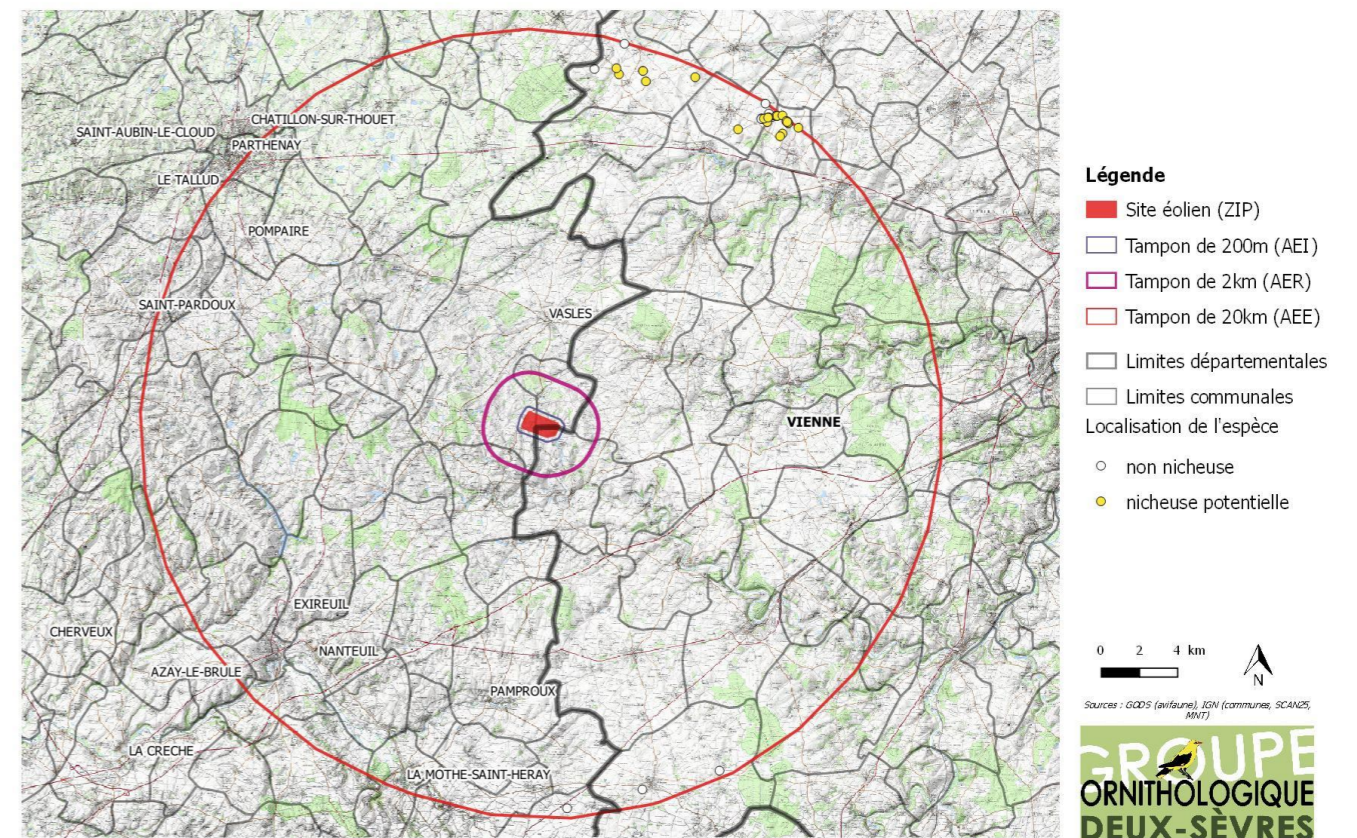 CHATILLON-SUR-THOUET
SAINT-AUBIN-LE-CLOUD
PARTHENAY
LE TALLUD
POMPAIRE
SAINT-PARDOUX
VASLES
VIENNE
EXIREUIL
CHERVEUX
NANTEUIL
AZAY-LE-BRULE
PAMPROUX
LA CRECHE
LA MOTHE-SAINT-HERAY
Légende
Site éolien (ZIP)
Tampon de 200m (AEI)
Tampon de 2km (AER)
Tampon de 20km (AEE)
Limites départementales
Limites communales
Localisation de l'espèce
non nicheuse
nicheuse potentielle
0 2 4 km
N
Sources : GODS (avifaune), IGN (communes, SCAN25,
MNT)
GROUPE
ORNITHOLOGIQUE
DEUX-SÈVRES